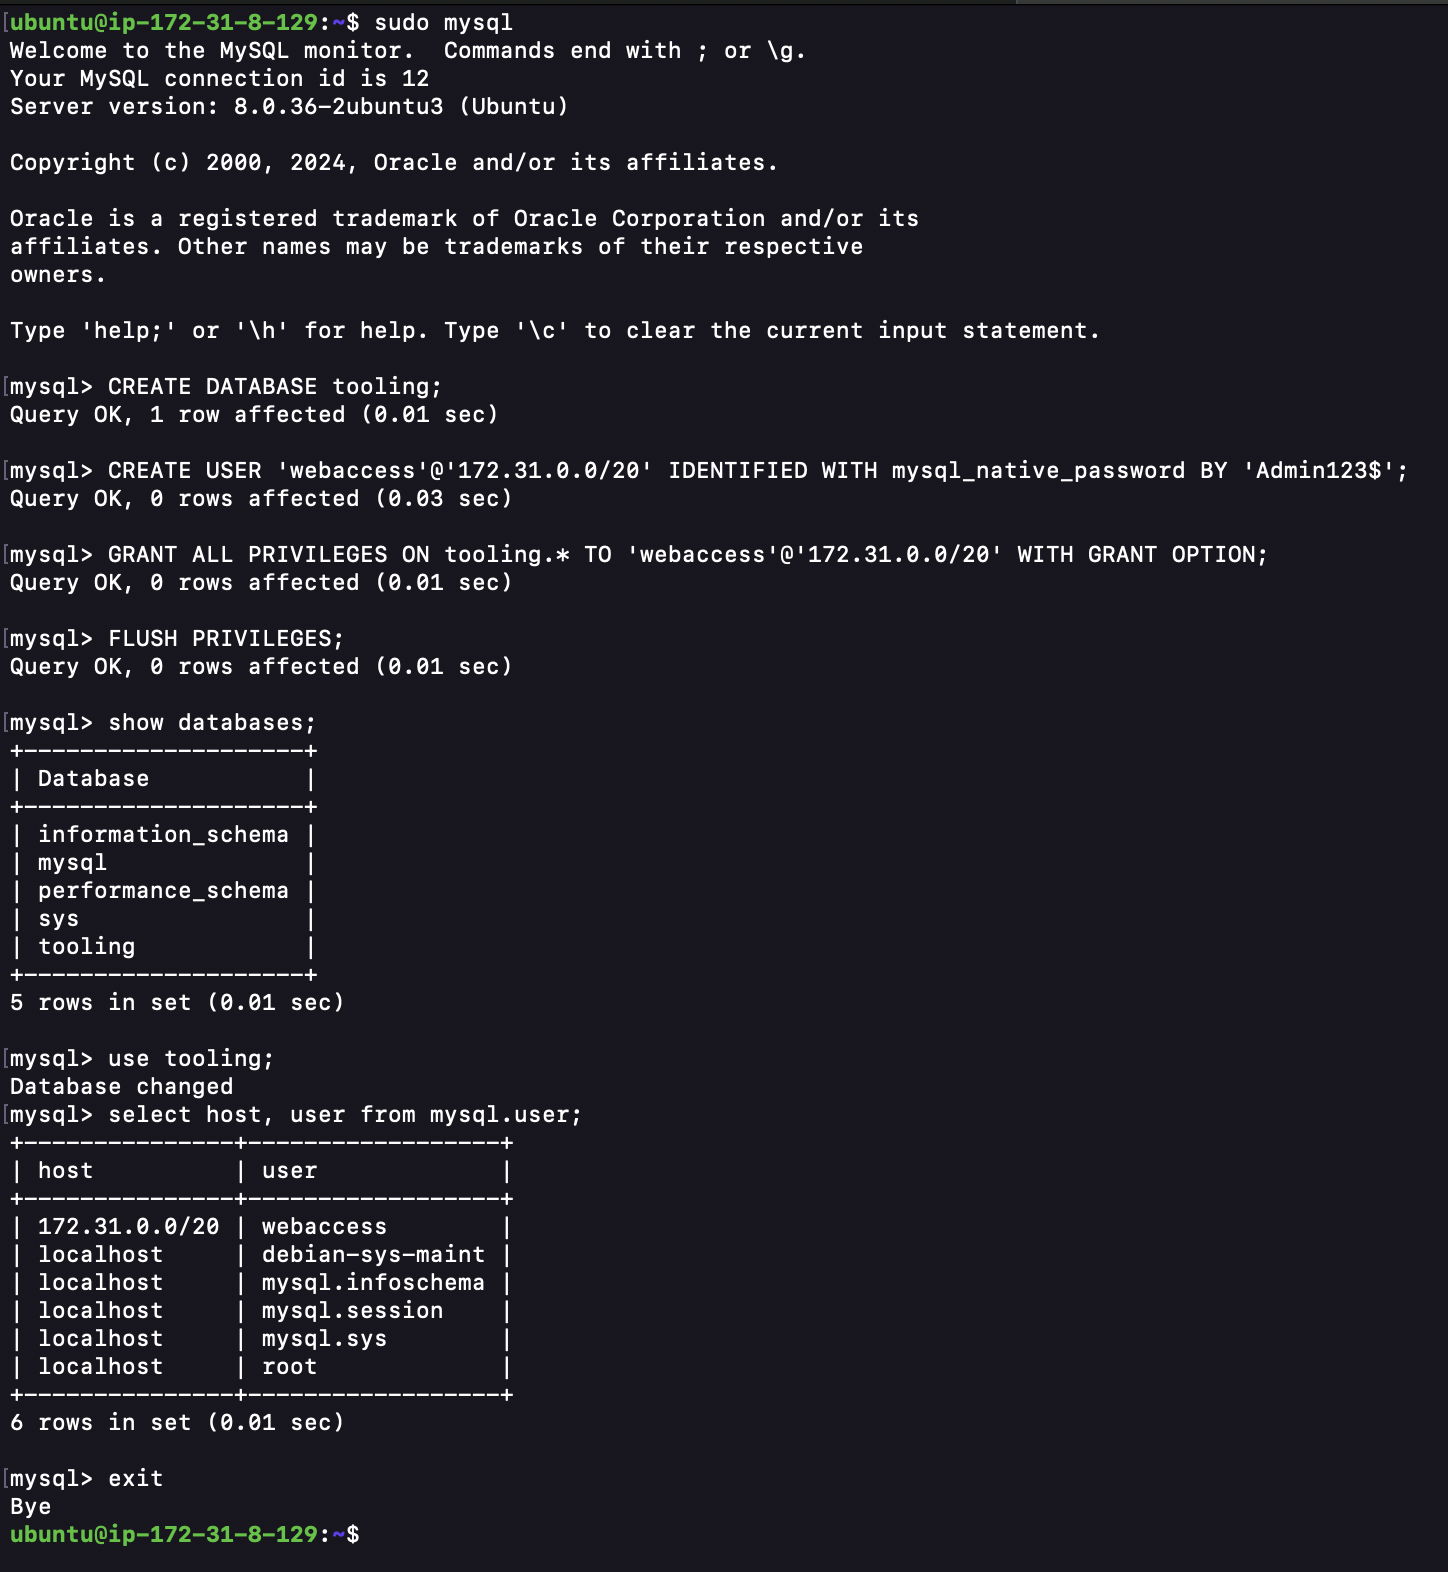 [ubuntu@ip-172-31-8-129:~$ sudo mysql
Welcome to the MySQL monitor.  Commands end with ; or \g.
Your MySQL connection id is 12
Server version: 8.0.36-2ubuntu3 (Ubuntu)

Copyright (c) 2000, 2024, Oracle and/or its affiliates.

Oracle is a registered trademark of Oracle Corporation and/or its
affiliates. Other names may be trademarks of their respective
owners.

Type 'help;' or '\h' for help. Type '\c' to clear the current input statement.

[mysql> CREATE DATABASE tooling;
Query OK, 1 row affected (0.01 sec)

[mysql> CREATE USER 'webaccess'@'172.31.0.0/20' IDENTIFIED WITH mysql_native_password BY 'Admin123$';
Query OK, 0 rows affected (0.03 sec)

[mysql> GRANT ALL PRIVILEGES ON tooling.* TO 'webaccess'@'172.31.0.0/20' WITH GRANT OPTION;
Query OK, 0 rows affected (0.01 sec)

[mysql> FLUSH PRIVILEGES;
Query OK, 0 rows affected (0.01 sec)

[mysql> show databases;
+--------------------+
| Database           |
+--------------------+
| information_schema |
| mysql              |
| performance_schema |
| sys                |
| tooling            |
+--------------------+
5 rows in set (0.01 sec)

[mysql> use tooling;
Database changed
[mysql> select host, user from mysql.user;
+---------------+------------------+
| host          | user             |
+---------------+------------------+
| 172.31.0.0/20 | webaccess        |
| localhost     | debian-sys-maint |
| localhost     | mysql.infoschema |
| localhost     | mysql.session    |
| localhost     | mysql.sys        |
| localhost     | root             |
+---------------+------------------+
6 rows in set (0.01 sec)

[mysql> exit
Bye
ubuntu@ip-172-31-8-129:~$